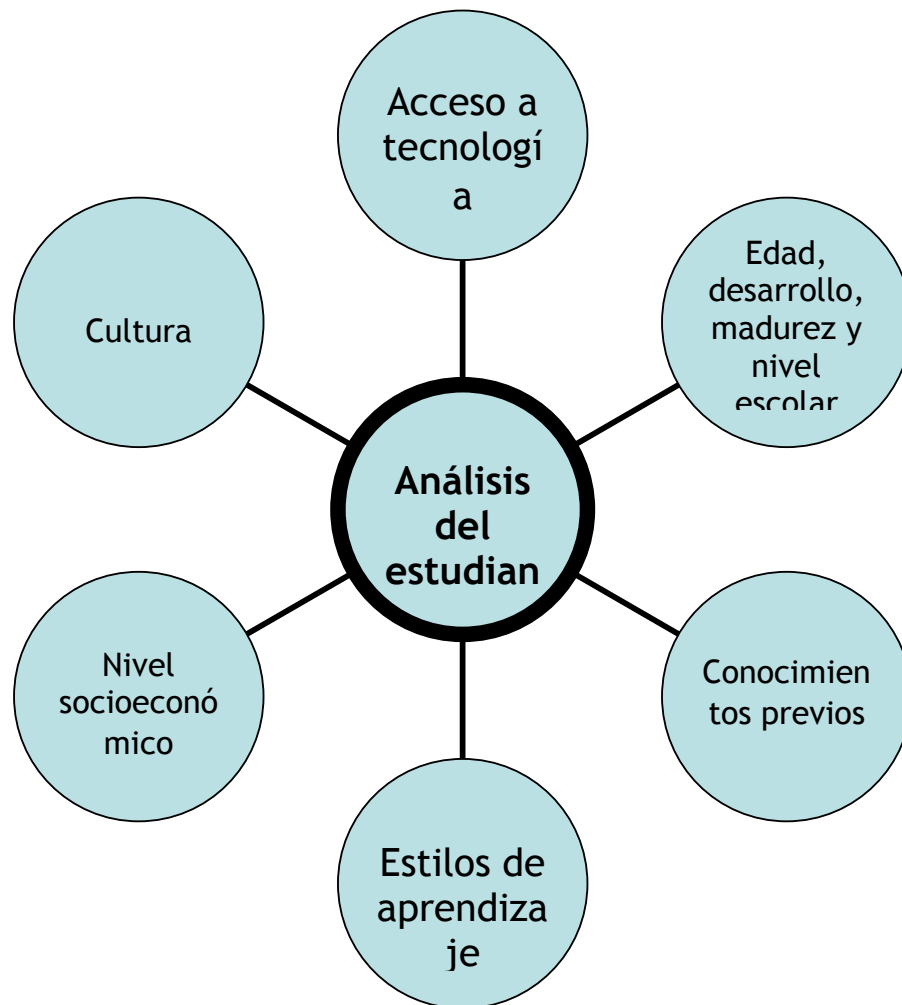 Acceso a
tecnologí
a
Edad,
desarrollo,
madurez y
nivel
escolar
Cultura
Análisis
del
estudian
Nivel
socioeconó
mico
Conocimien
tos previos
Estilos de
aprendiza
je